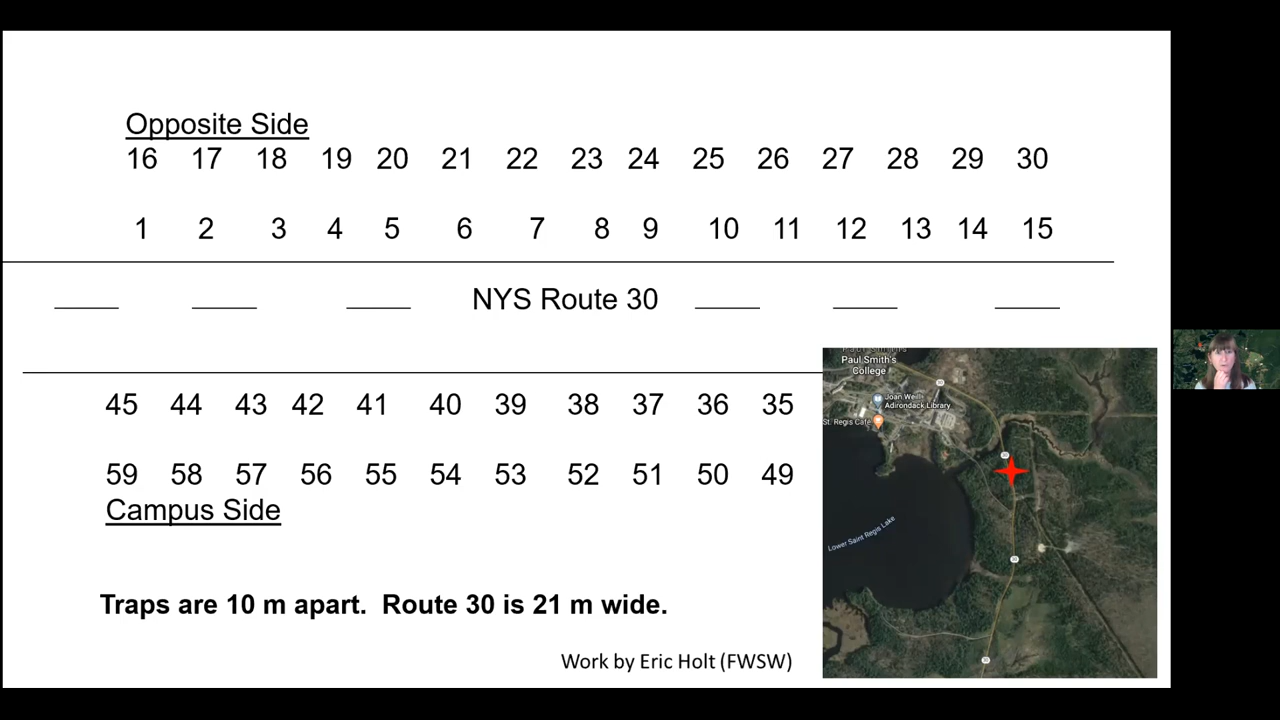 Opposite Side
16 17 18 19 20 21 22 23 24 25 26 27 28 29 30
1 2 3 4 5 6 7 8 9 10 11 12 13 14 15
NYS Route 30
45 44 43 42 41 40 39 38 37 36 35
59 58 57 56 55 54 53 52 51 50 49
Campus Side
Traps are 10 m apart. Route 30 is 21 m wide.
Work by Eric Holt (FWSW)
Paul Smith's
College
Joan Weill
Adirondack Library
St. Regis Cafe
Lower Saint Regis Lake
30
30
30
30